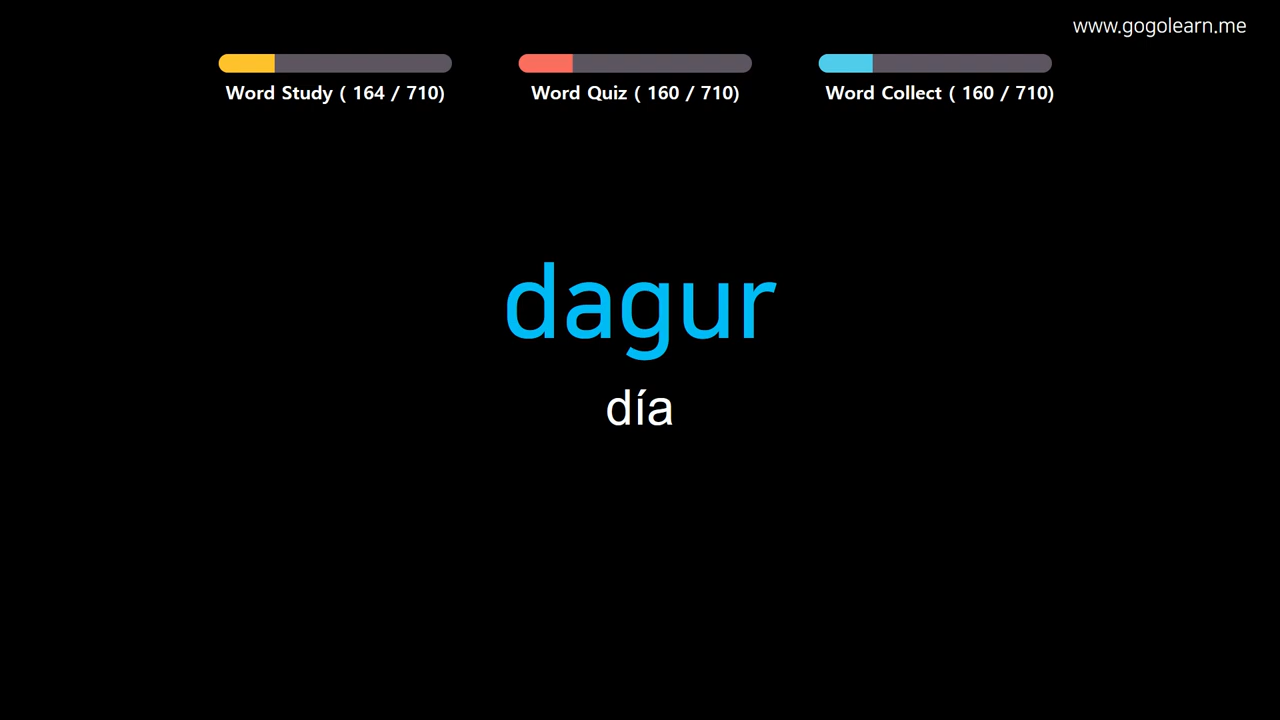 www.gogolearn.me
Word Study ( 164 / 710)
Word Quiz ( 160 / 710)
Word Collect ( 160 / 710)
dagur
día